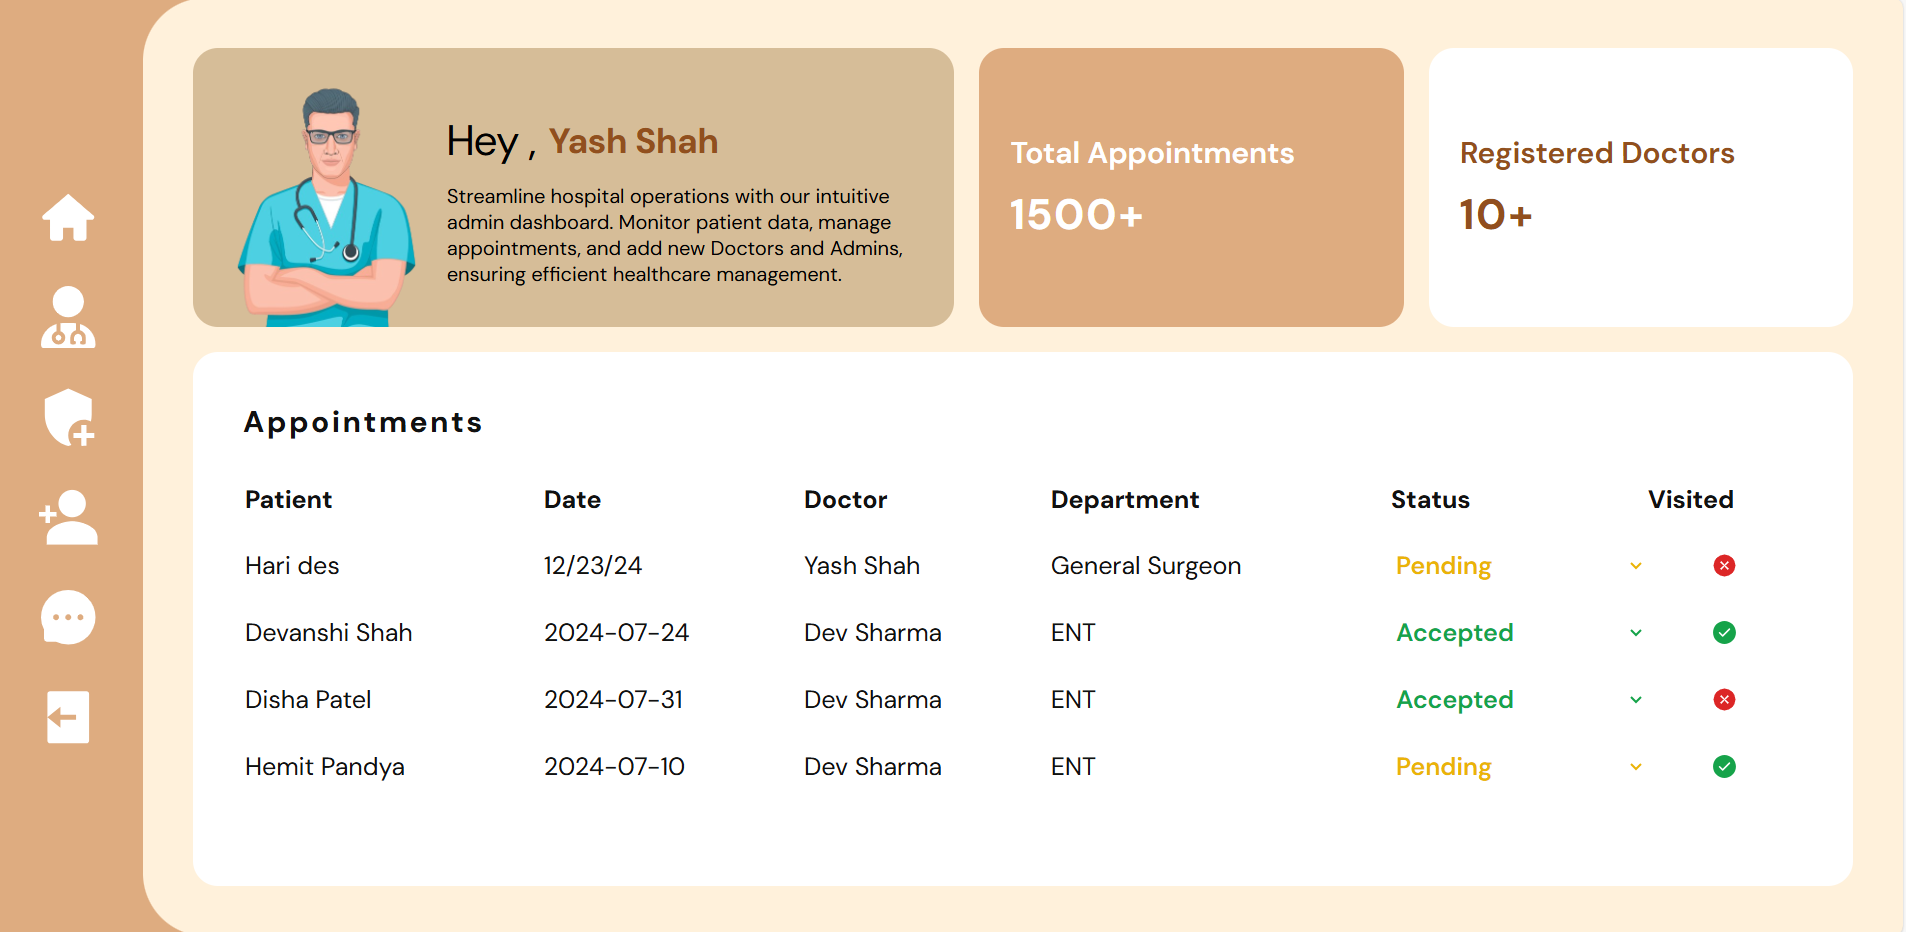 Hey , Yash Shah
Streamline hospital operations with our intuitive
admin dashboard. Monitor patient data, manage
appointments, and add new Doctors and Admins,
ensuring efficient healthcare management.
Total Appointments
1500+
Registered Doctors
10+
Appointments
Patient Date Doctor Department Status Visited
Hari des 12/23/24 Yash Shah General Surgeon Pending
Devanshi Shah 2024-07-24 Dev Sharma ENT Accepted
Disha Patel 2024-07-31 Dev Sharma ENT Accepted
Hemit Pandya 2024-07-10 Dev Sharma ENT Pending